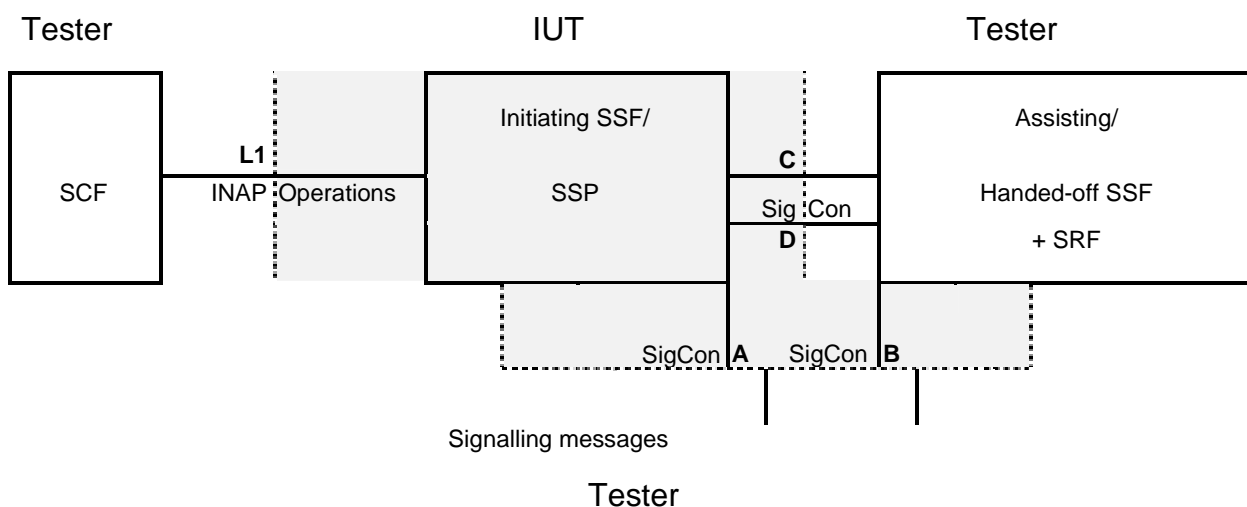 Tester IUT Tester
Initiating SSF/ Assisting/
L1 C
SCF INAP Operations SSP Handed-off SSF
Sig Con
D + SRF
SigCon A SigCon B
Signalling messages
Tester